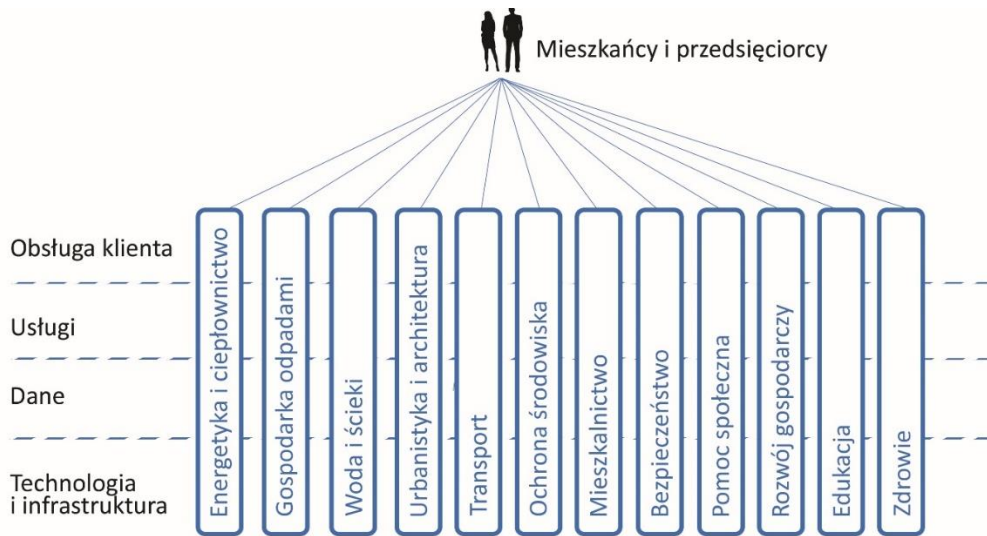 Mieszkańcy i przedsięciorcy
Obsługa klienta
Usługi
Dane
Technologia
i infrastruktura
Energetyka i ciepłownictwo
Gospodarka odpadami
Woda i ścieki
Urbanistyka i architektura
Transport
Ochrona środowiska
Mieszkalnictwo
Bezpieczeństwo
Pomoc społeczna
Rozwój gospodarczy
Edukacja
Zdrowie